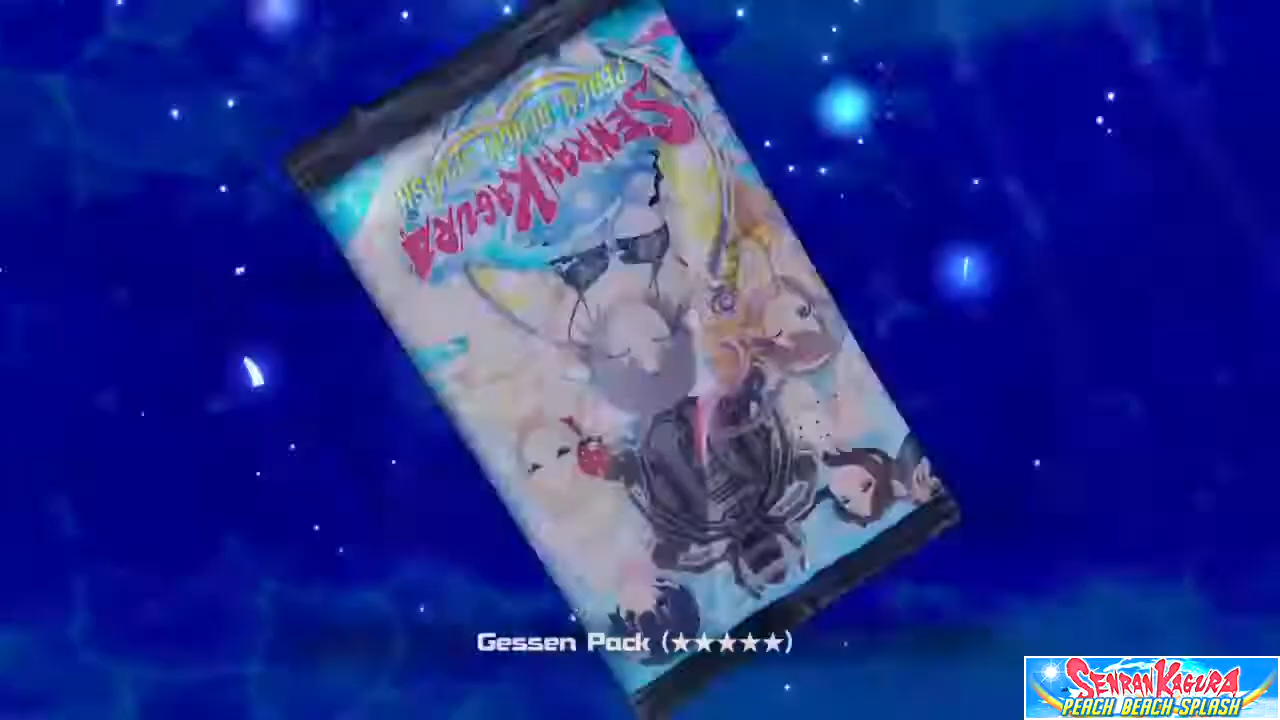 SENRAN KAGURA
PEACH BEACH SPLASH
Gessen Pack (★★★★★)
SENRAN KAGURA
PEACH BEACH SPLASH